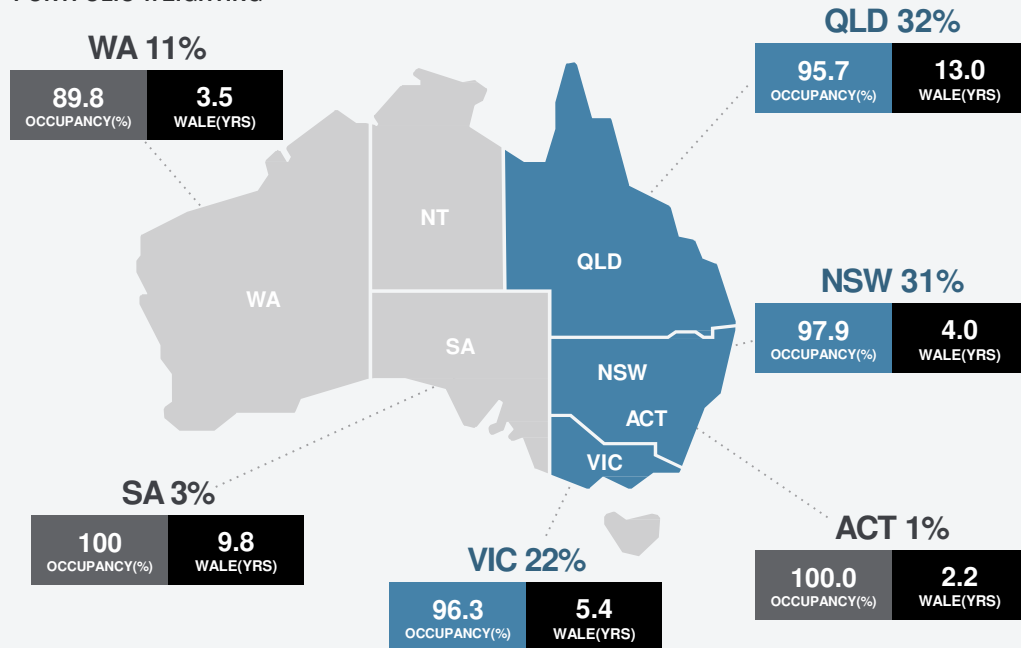 PORTFOLIO WEIGHTING
QLD 32%
95.7
OCCUPANCY(%)
13.0
WALE(YRS)
WA 11%
89.8
OCCUPANCY(%)
3.5
WALE(YRS)
NT
QLD
WA
NSW 31%
97.9
OCCUPANCY(%)
4.0
WALE(YRS)
SA
NSW
ACT
VIC
SA 3%
100
OCCUPANCY(%)
9.8
WALE(YRS)
ACT 1%
100.0
OCCUPANCY(%)
2.2
WALE(YRS)
VIC 22%
96.3
OCCUPANCY(%)
5.4
WALE(YRS)